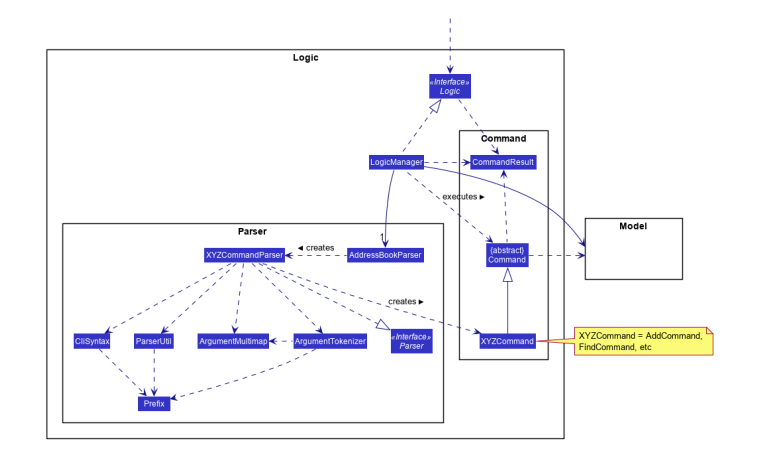 Logic
«Interface»
Logic
Command
LogicManager
CommandResult
executes ►
Model
Parser
1
◄ creates
XYZCommandParser
AddressBookParser
{abstract}
Command
creates ►
CliSyntax
ParserUtil
ArgumentMultimap
ArgumentTokenizer
«Interface»
Parser
XYZCommand
XYZCommand = AddCommand,
FindCommand, etc
Prefix